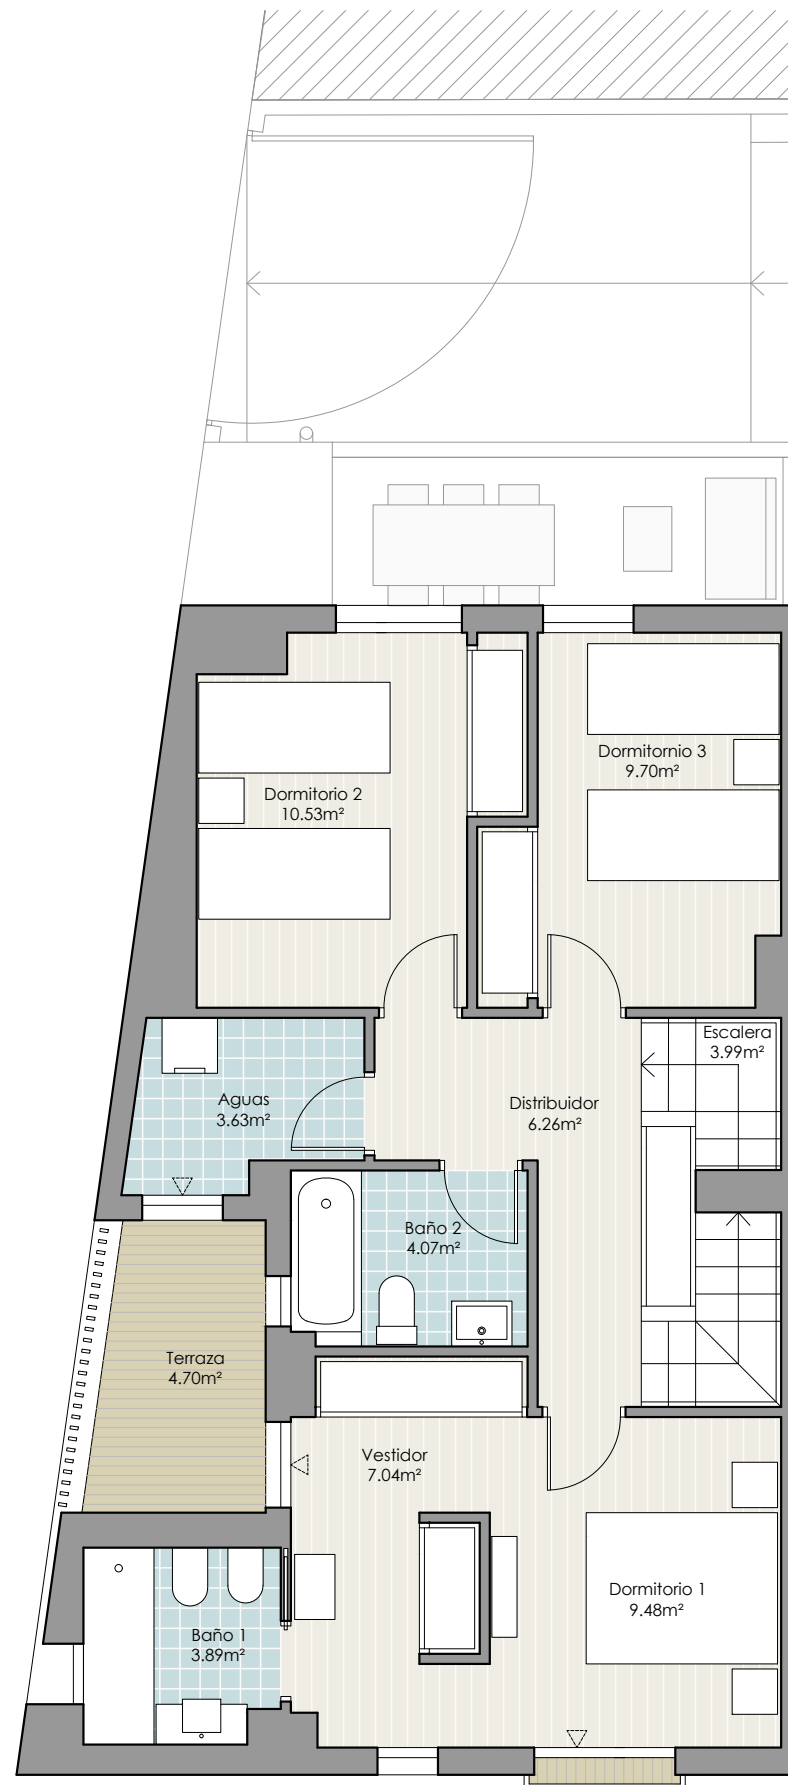 Dormitornio 3
9.70m²
Dormitorio 2
10.53m²
Escalera
3.99m²
Aguas
3.63m²
Distribuidor
6.26m²
Baño 2
4.07m²
Terraza
4.70m²
Vestidor
7.04m²
Dormitorio 1
9.48m²
Baño 1
3.89m²